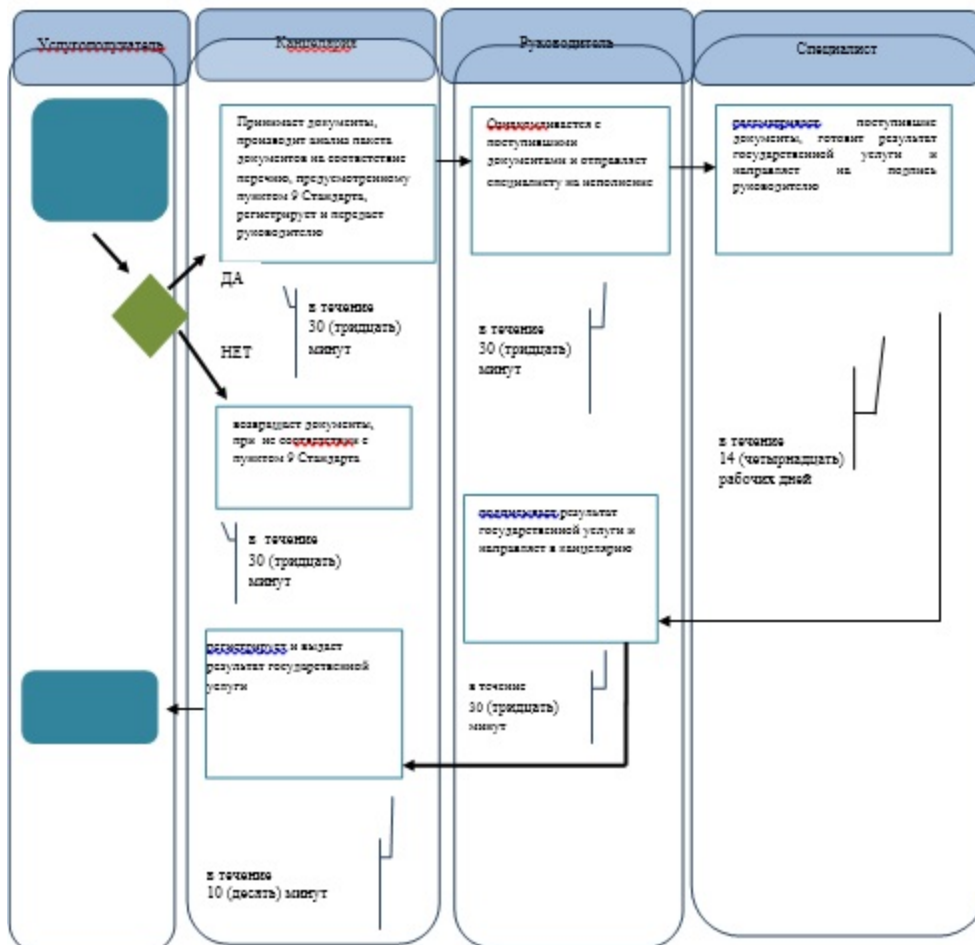 Услугополучатель
Канцелярия
Руководитель
Специалист
Принимает документы,
производит анализ пакета
документов на соответствие
перечню, предусмотренному
пунктом 9 Стандарта,
регистрирует и передает
руководителю
Ознакамливается с
поступившими
документами и отправляет
специалисту на исполнение
рассматривает поступившие
документы, готовит результат
государственной услуги и
направляет на подпись
руководителю
ДА
в течение
30 (тридцать)
минут
НЕТ
в течение
30 (тридцать)
минут
возвращает документы,
при не соответствии с
пунктом 9 Стандарта
в течение
14 (четырнадцать)
рабочих дней
в течение
30 (тридцать)
минут
подписывает результат
государственной услуги и
направляет в канцелярию
регистрирует и выдает
результат государственной
услуги
в течение
30 (тридцать)
минут
в течение
10 (десять) минут